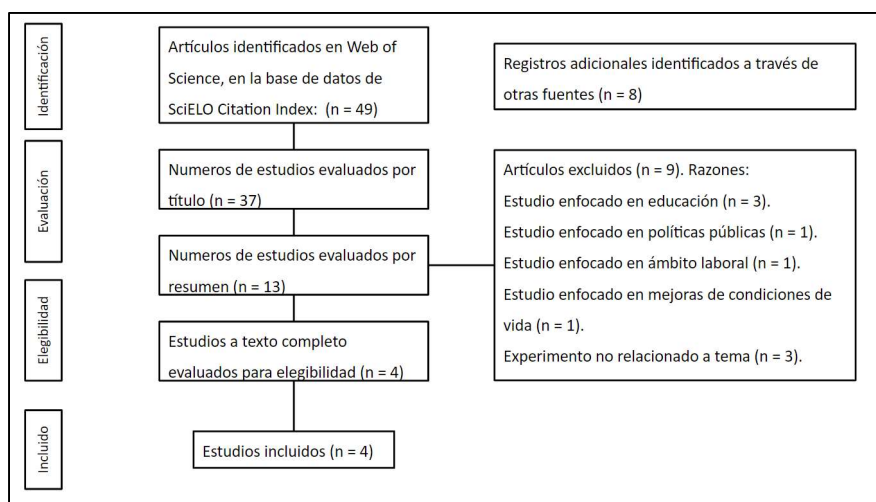 Identificación
Artículos identificados en Web of
Science, en la base de datos de
SciELO Citation Index:  (n = 49)
Registros adicionales identificados a través de
otras fuentes (n = 8)
Evaluación
Numeros de estudios evaluados por
título (n = 37)
Numeros de estudios evaluados por
resumen (n = 13)
Artículos excluidos (n = 9). Razones:
Estudio enfocado en educación (n = 3).
Estudio enfocado en políticas públicas (n = 1).
Estudio enfocado en ámbito laboral (n = 1).
Estudio enfocado en mejoras de condiciones de
vida (n = 1).
Experimento no relacionado a tema (n = 3).
Elegibilidad
Estudios a texto completo
evaluados para elegibilidad (n = 4)
Incluido
Estudios incluidos (n = 4)